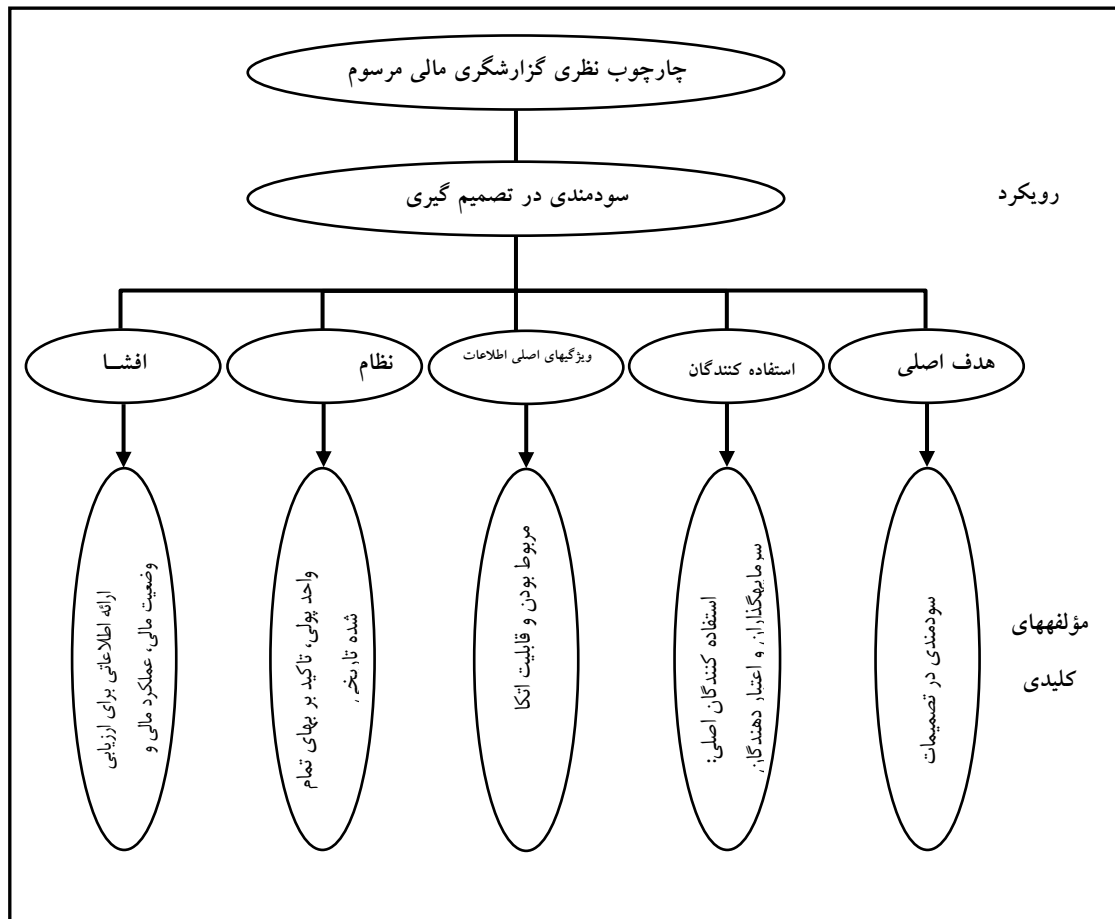 چارچوب نظری گزارشگری مالی مرسوم
سودمندی در تصمیم گیری
رویکرد
هدف اصلی
استفاده کنندگان
ویژگیهای اصلی اطلاعات
نظام
افشــا
مؤلفههای
کلیدی
سودمندی در تصمیمات
استفاده کنندگان اصلی:
سرمایهگذاران و اعتبار دهندگان
مربوط بودن و قابلیت اتکا
واحد پولی، تاکید بر بهای تمام
شده تاریخی
ارائه اطلاعاتی برای ارزیابی
وضعیت مالی، عملکرد مالی و